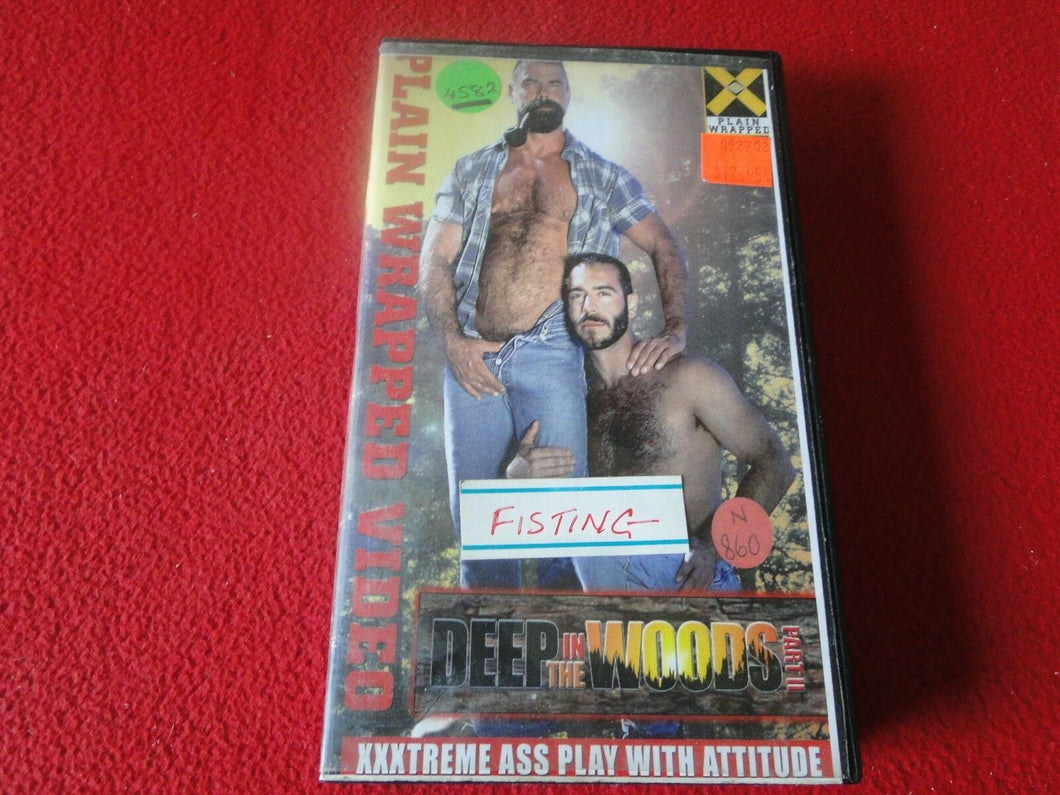 PLAIN WRAPPED VIDEO
4582
X
PLAIN
WRAPPED
FISTING
N
860
DEEP IN THE WOODS PART II
XXXTREME ASS PLAY WITH ATTITUDE